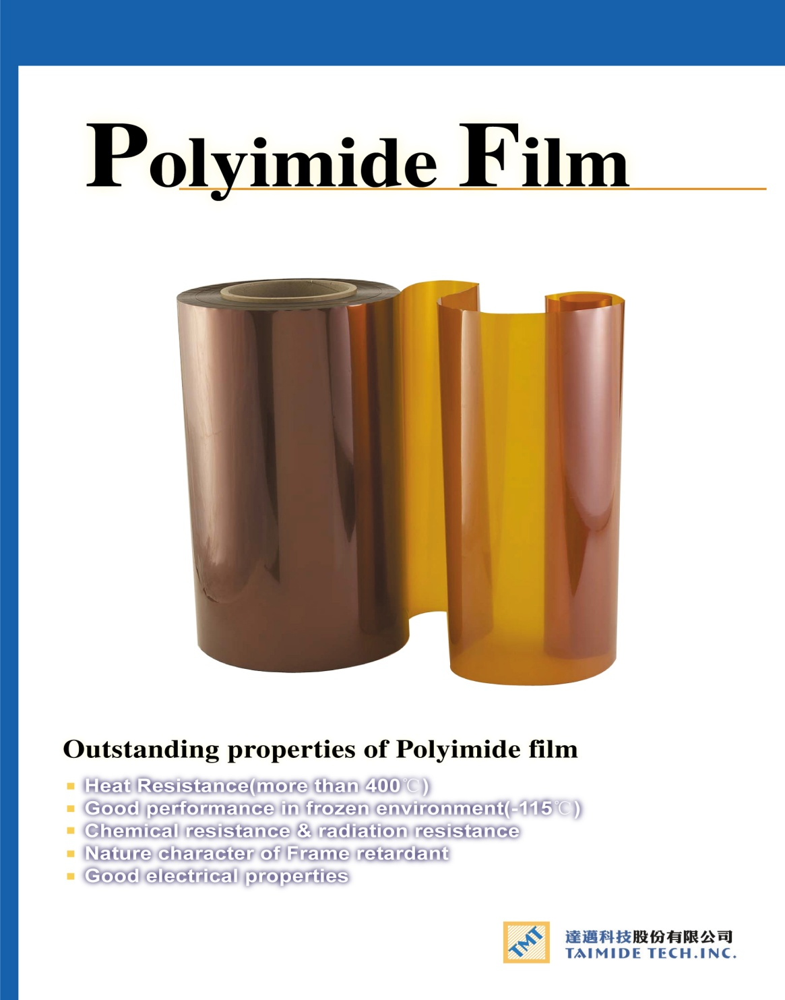 Polyimide Film
Outstanding properties of Polyimide film
Heat Resistance(more than 400℃)
Good performance in frozen environment(-115℃)
Chemical resistance & radiation resistance
Nature character of Frame retardant
Good electrical properties
TMT
達邁科技股份有限公司
TAIMIDE TECH.INC.